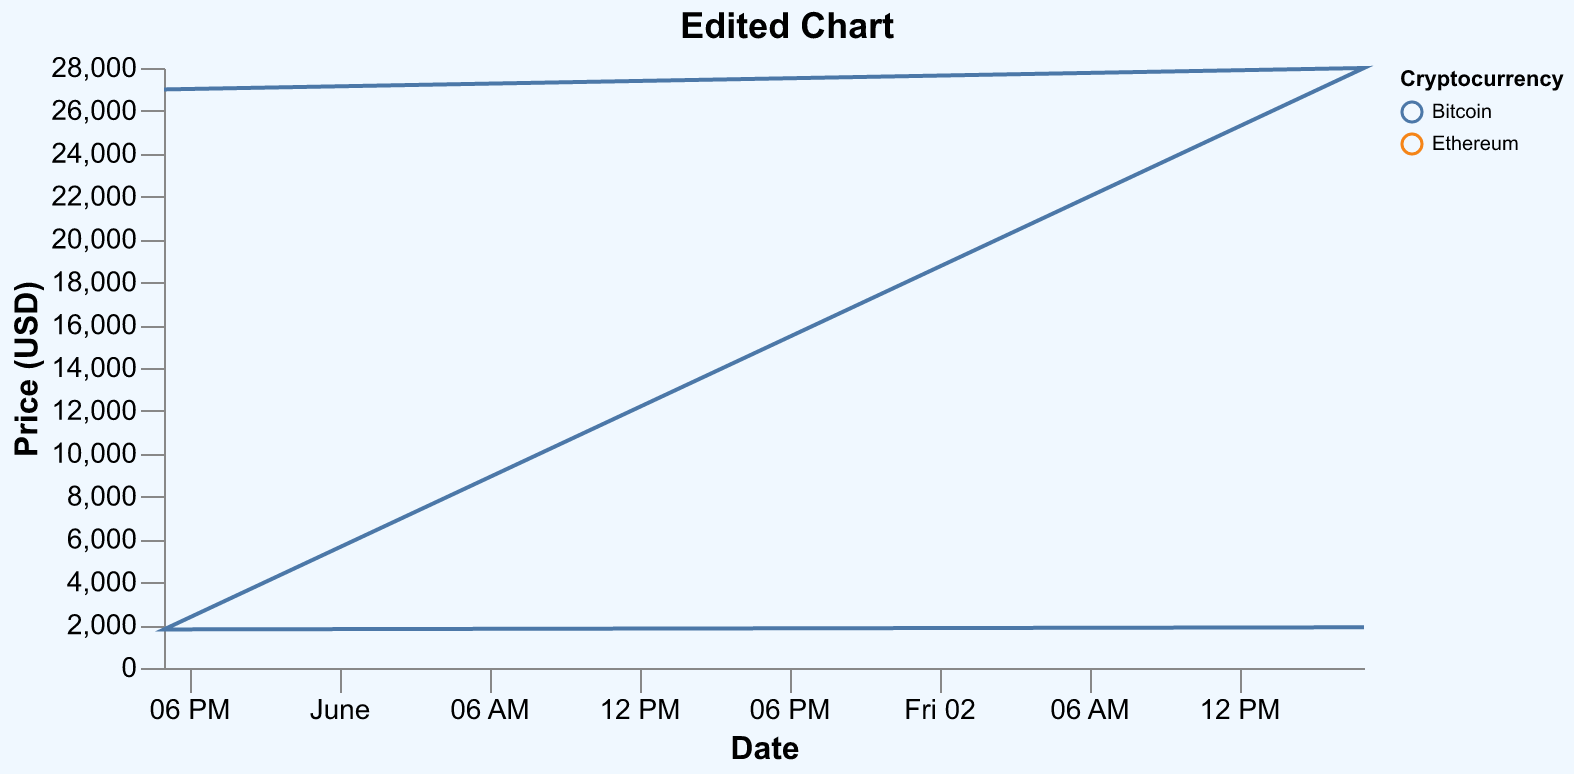 Edited Chart
28,000
26,000
24,000
22,000
20,000
18,000
16,000
14,000
12,000
10,000
8,000
6,000
4,000
2,000
0
Price (USD)
06 PM June 06 AM 12 PM 06 PM Fri 02 06 AM 12 PM
Date
Cryptocurrency
Bitcoin
Ethereum